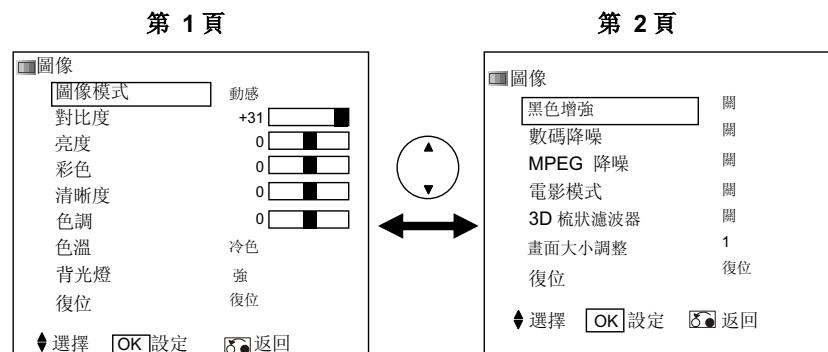 第 1 頁
圖像
圖像模式 動感
對比度 +31
亮度 0
彩色 0
清晰度 0
色調 0
色溫 冷色
背光燈 強
復位 復位
選擇 OK 設定 返回
第 2 頁
圖像
黑色增強 關
數碼降噪 關
MPEG 降噪 關
電影模式 關
3D 梳狀濾波器 關
畫面大小調整 1
復位 復位
選擇 OK 設定 返回